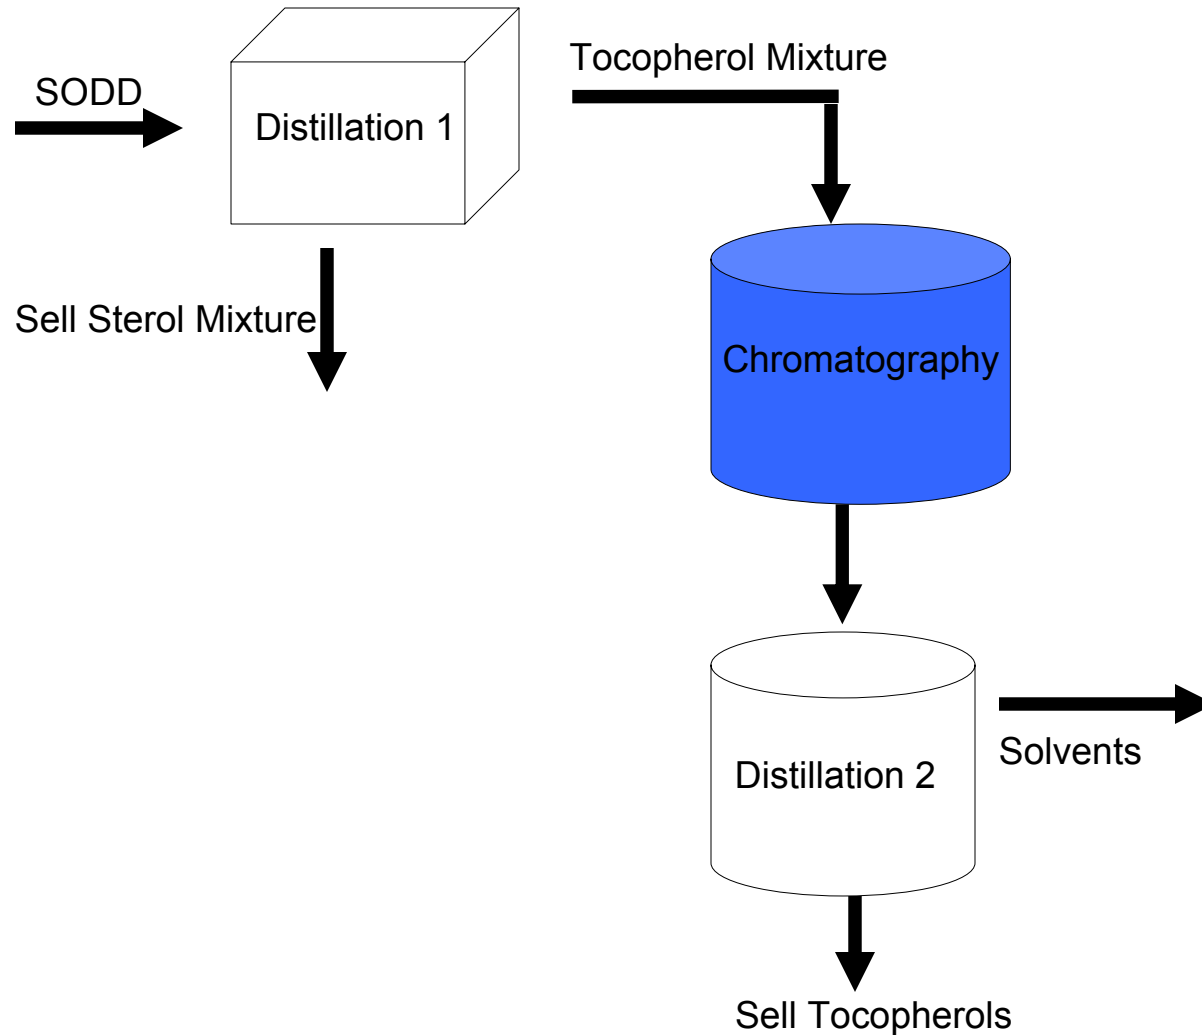 Tocopherol Mixture
SODD
Distillation 1
Sell Sterol Mixture
Chromatography
Solvents
Distillation 2
Sell Tocopherols